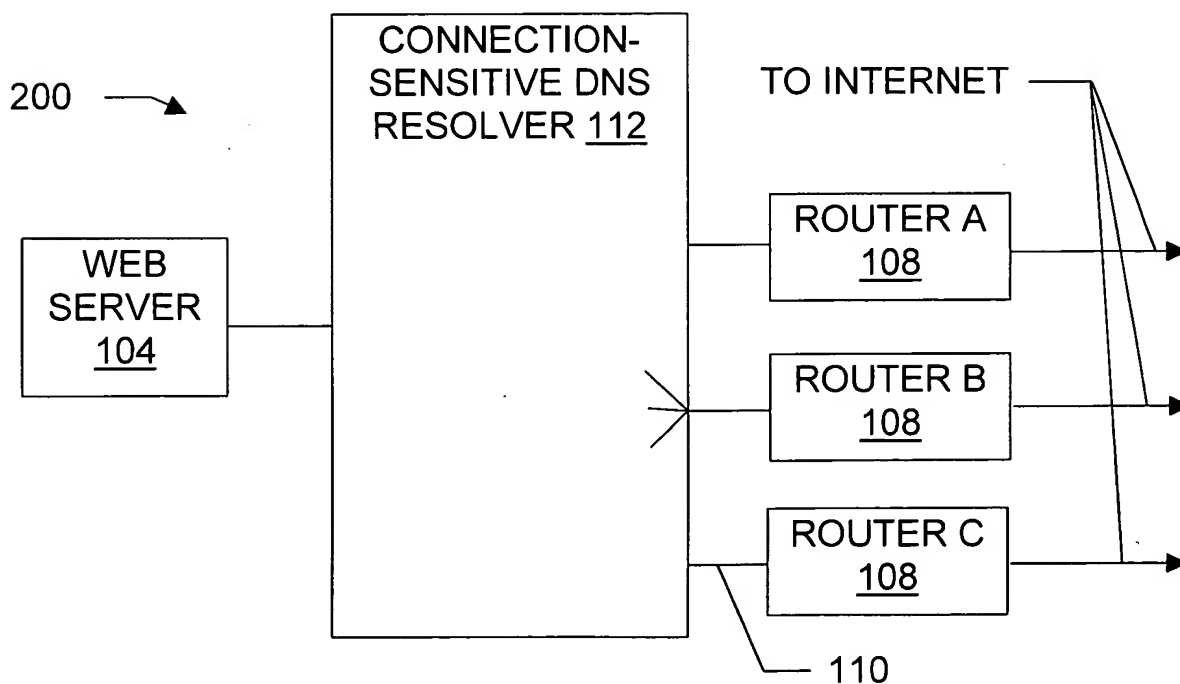 CONNECTION-
SENSITIVE DNS
RESOLVER 112
200
TO INTERNET
WEB
SERVER
104
ROUTER A
108
ROUTER B
108
ROUTER C
108
110